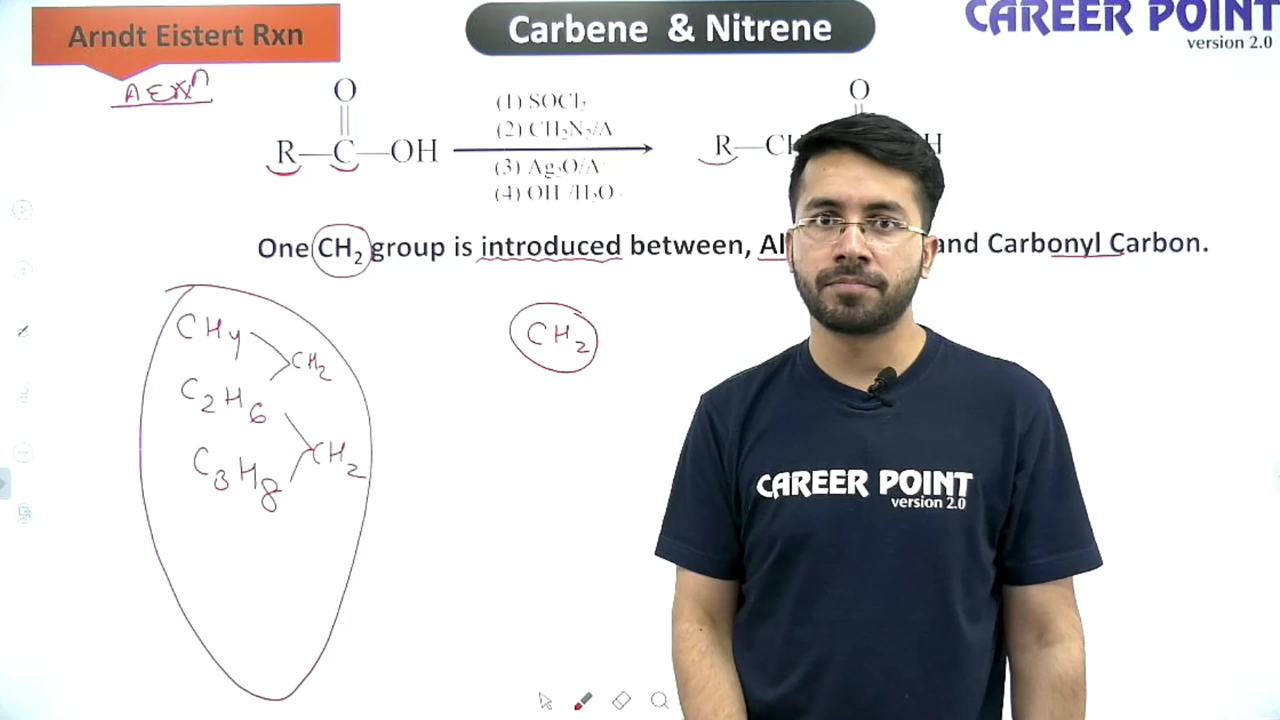 Arndt Eistert Rxn
Carbene & Nitrene
CAREER POINT
version 2.0
AERxn
O
R—C—OH
(1) SOCl2
(2) CH2N2/Δ
(3) Ag2O/Δ
(4) OH /H2O
O
R—CH
H
One CH2 group is introduced between, Al and Carbonyl Carbon.
CH4
CH2
C2H6
CH2
C3H8
CH2
CAREER POINT
version 2.0